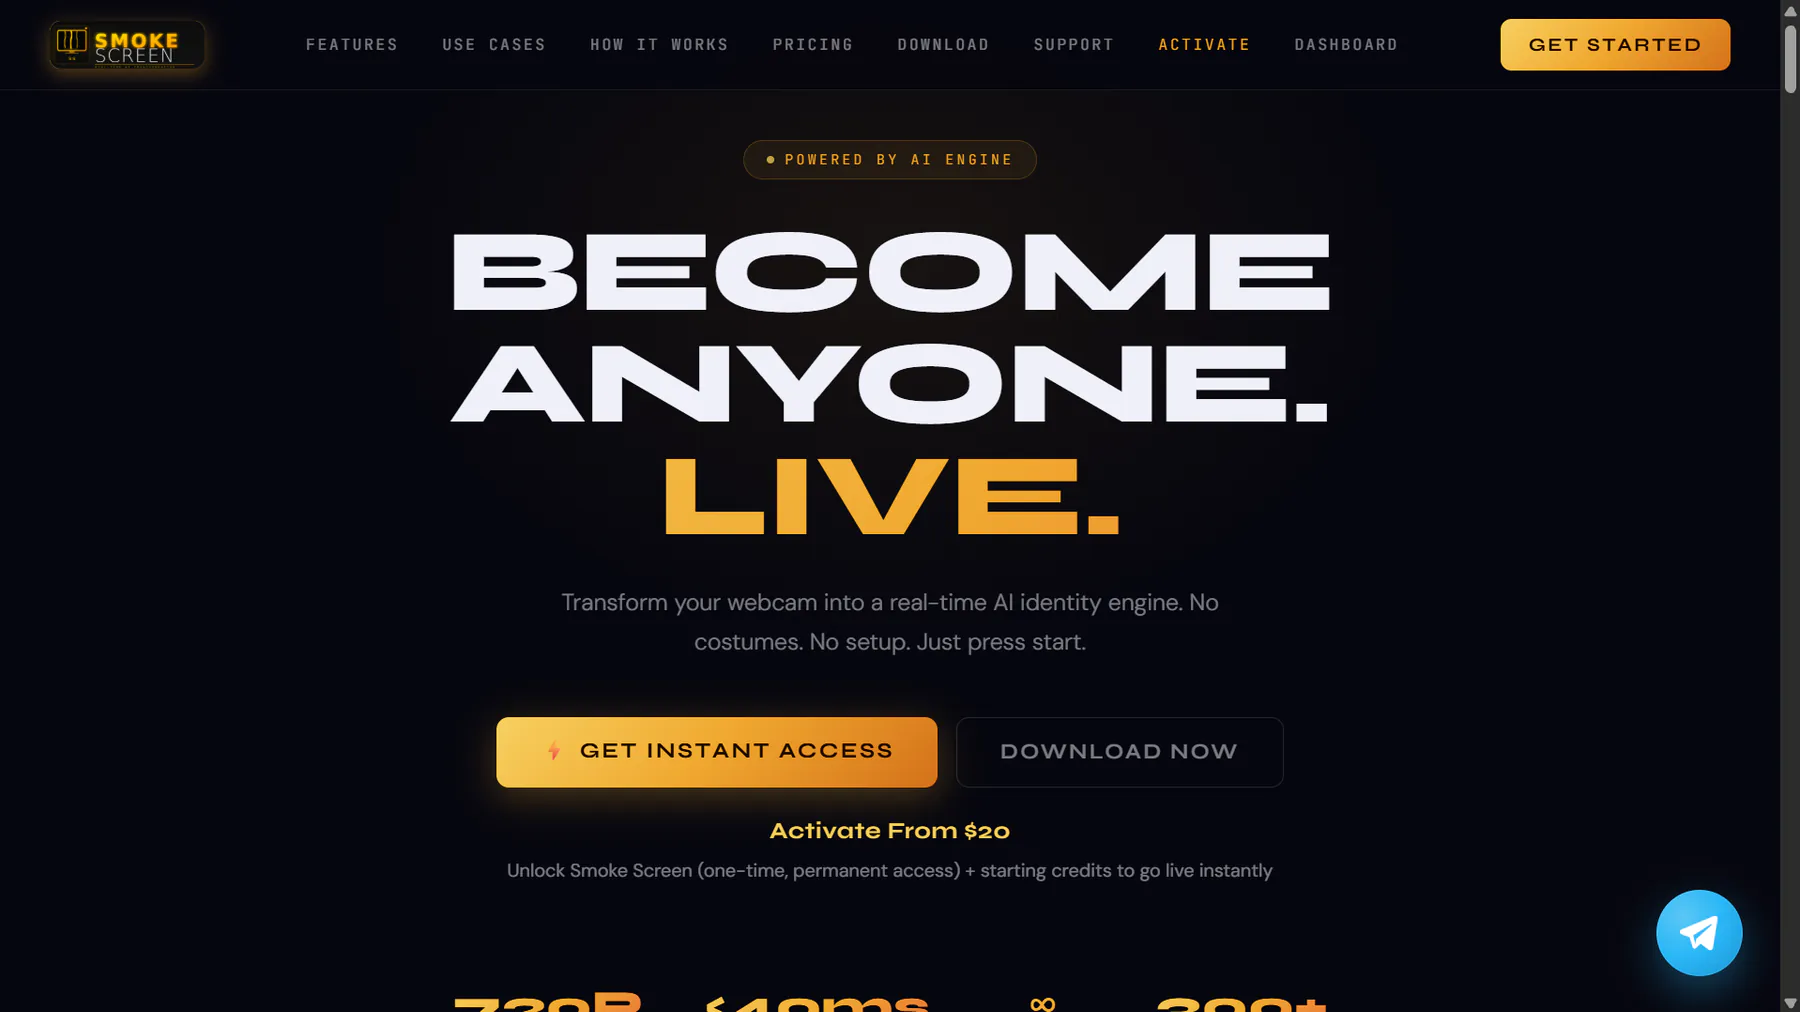 SMOKE
SCREEN
FEATURES
USE CASES
HOW IT WORKS
PRICING
DOWNLOAD
SUPPORT
ACTIVATE
DASHBOARD
GET STARTED
POWERED BY AI ENGINE
BECOME
ANYONE.
LIVE.
Transform your webcam into a real-time AI identity engine. No
costumes. No setup. Just press start.
GET INSTANT ACCESS
DOWNLOAD NOW
Activate From $20
Unlock Smoke Screen (one-time, permanent access) + starting credits to go live instantly
∞